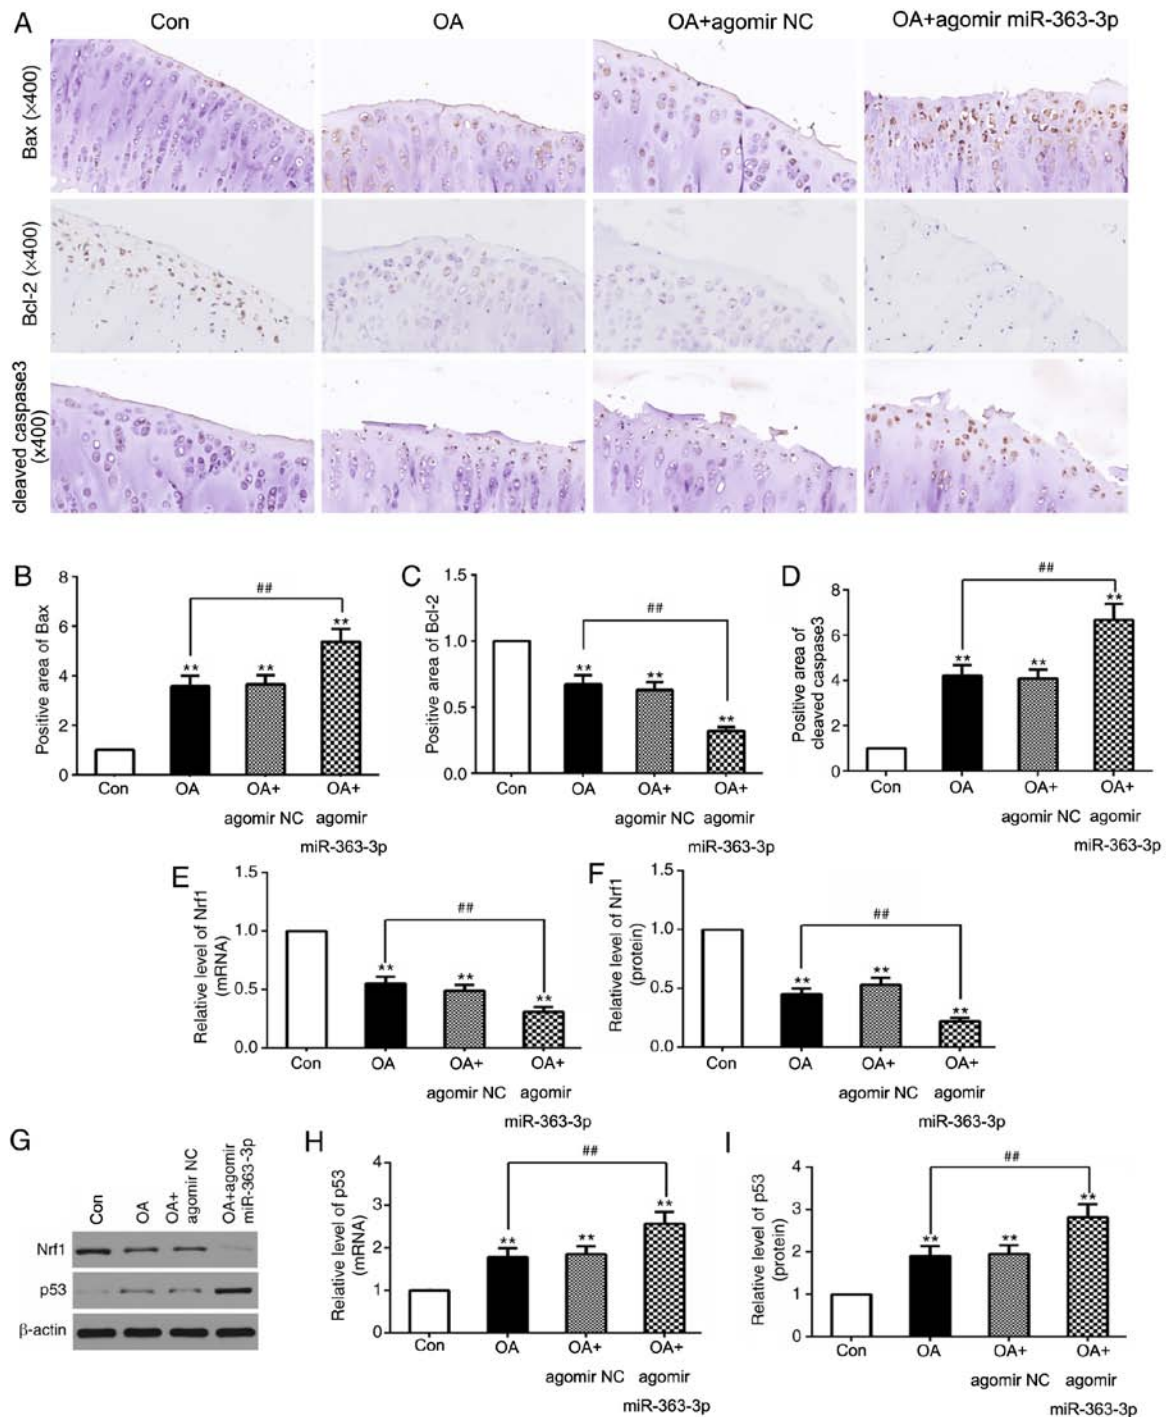 A
Con
OA
OA+agomir NC
OA+agomir miR-363-3p
Bax (×400)
Bcl-2 (×400)
cleaved caspase3
(x400)
B
Positive area of Bax
8
6
4
2
0
##
**
**
**
Con
OA
OA+
OA+
agomir NC
agomir
miR-363-3p
C
Positive area of Bcl-2
1.5
1.0
0.5
0.0
##
**
**
**
Con
OA
OA+
OA+
agomir NC
agomir
miR-363-3p
D
Positive area of
cleaved caspase3
8
6
4
2
0
##
**
**
**
Con
OA
OA+
OA+
agomir NC
agomir
miR-363-3p
E
Relative level of Nrf1
(mRNA)
1.5
1.0
0.5
0.0
##
**
**
**
Con
OA
OA+
OA+
agomir NC
agomir
miR-363-3p
F
Relative level of Nrf1
(protein)
1.5
1.0
0.5
0.0
##
**
**
**
Con
OA
OA+
OA+
agomir NC
agomir
miR-363-3p
G
Con
OA
OA+
agomir NC
OA+agomir
miR-363-3p
Nrf1
p53
β-actin
H
Relative level of p53
(mRNA)
4
3
2
1
0
##
**
**
**
Con
OA
OA+
OA+
agomir NC
agomir
miR-363-3p
I
Relative level of p53
(protein)
4
3
2
1
0
##
**
**
**
Con
OA
OA+
OA+
agomir NC
agomir
miR-363-3p